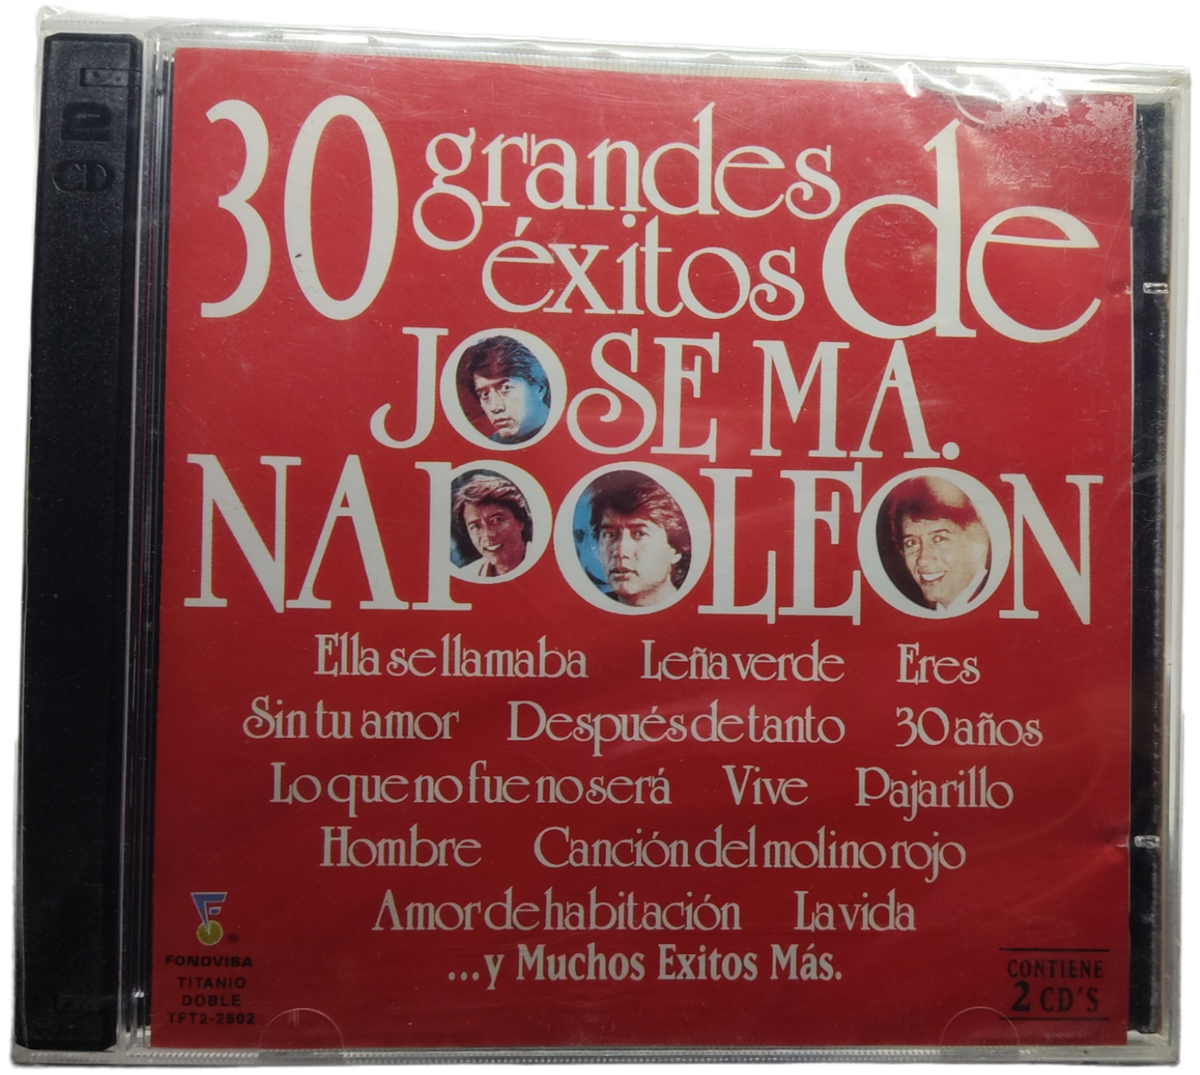 2
CD
30 grandes éxitos de
JOSE MA.
NAPOLEON
Ella se llamaba Leña verde Eres
Sin tu amor Después de tanto 30 años
Lo que no fue no será Vive Pajarillo
Hombre Canción del molino rojo
Amor de habitación La vida
...y Muchos Exitos Más.
FONOVISA
TITANIO
DOBLE
TFT2-2502
CONTIENE
2 CD'S